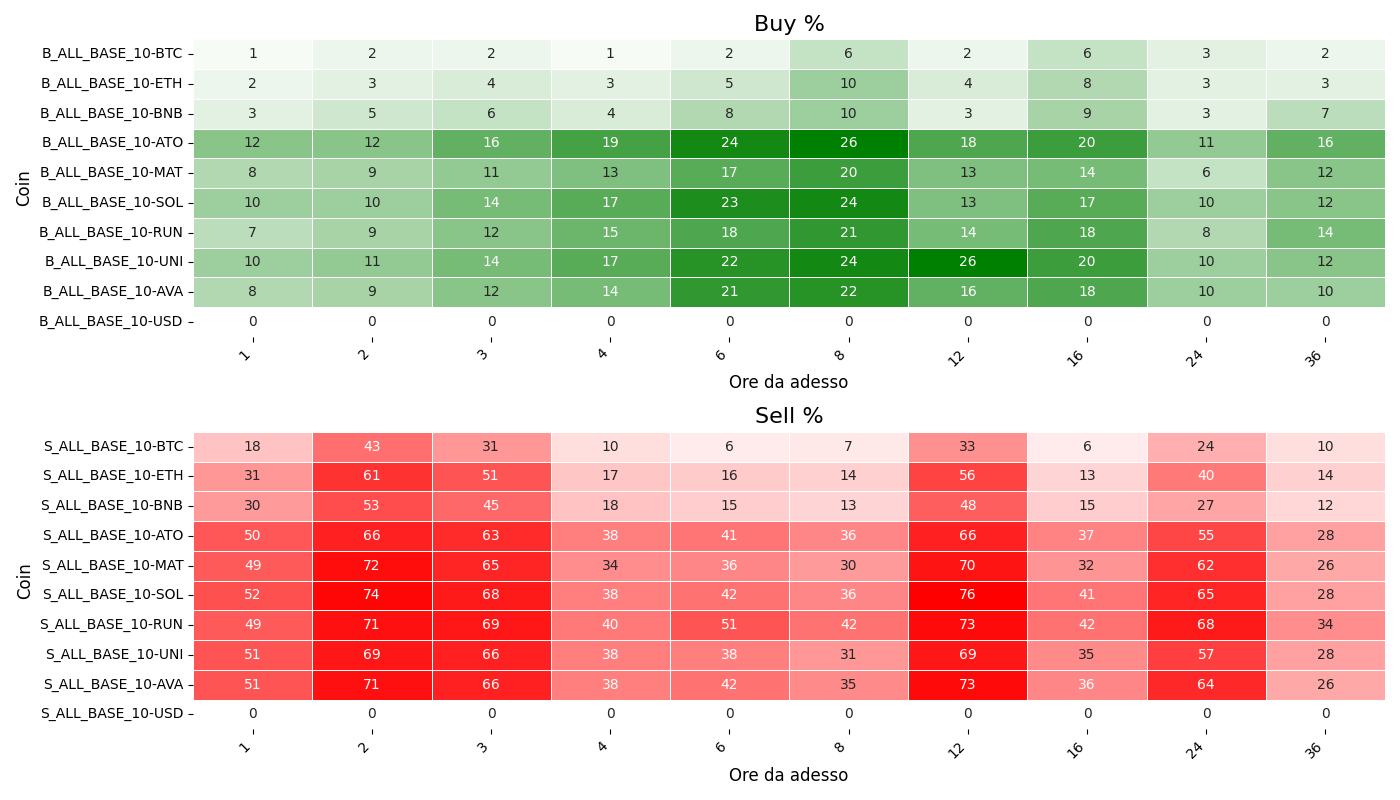 Buy %
Coin
B_ALL_BASE_10-BTC 1 2 2 1 2 6 2 6 3 2
B_ALL_BASE_10-ETH 2 3 4 3 5 10 4 8 3 3
B_ALL_BASE_10-BNB 3 5 6 4 8 10 3 9 3 7
B_ALL_BASE_10-ATO 12 12 16 19 24 26 18 20 11 16
B_ALL_BASE_10-MAT 8 9 11 13 17 20 13 14 6 12
B_ALL_BASE_10-SOL 10 10 14 17 23 24 13 17 10 12
B_ALL_BASE_10-RUN 7 9 12 15 18 21 14 18 8 14
B_ALL_BASE_10-UNI 10 11 14 17 22 24 26 20 10 12
B_ALL_BASE_10-AVA 8 9 12 14 21 22 16 18 10 10
B_ALL_BASE_10-USD 0 0 0 0 0 0 0 0 0 0
1 2 3 4 6 8 12 16 24 36
Ore da adesso
Sell %
Coin
S_ALL_BASE_10-BTC 18 43 31 10 6 7 33 6 24 10
S_ALL_BASE_10-ETH 31 61 51 17 16 14 56 13 40 14
S_ALL_BASE_10-BNB 30 53 45 18 15 13 48 15 27 12
S_ALL_BASE_10-ATO 50 66 63 38 41 36 66 37 55 28
S_ALL_BASE_10-MAT 49 72 65 34 36 30 70 32 62 26
S_ALL_BASE_10-SOL 52 74 68 38 42 36 76 41 65 28
S_ALL_BASE_10-RUN 49 71 69 40 51 42 73 42 68 34
S_ALL_BASE_10-UNI 51 69 66 38 38 31 69 35 57 28
S_ALL_BASE_10-AVA 51 71 66 38 42 35 73 36 64 26
S_ALL_BASE_10-USD 0 0 0 0 0 0 0 0 0 0
1 2 3 4 6 8 12 16 24 36
Ore da adesso